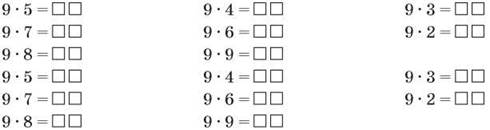 9 · 5 = □□ 9 · 4 = □□ 9 · 3 = □□
9 · 7 = □□ 9 · 6 = □□ 9 · 2 = □□
9 · 8 = □□ 9 · 9 = □□
9 · 5 = □□ 9 · 4 = □□ 9 · 3 = □□
9 · 7 = □□ 9 · 6 = □□ 9 · 2 = □□
9 · 8 = □□ 9 · 9 = □□